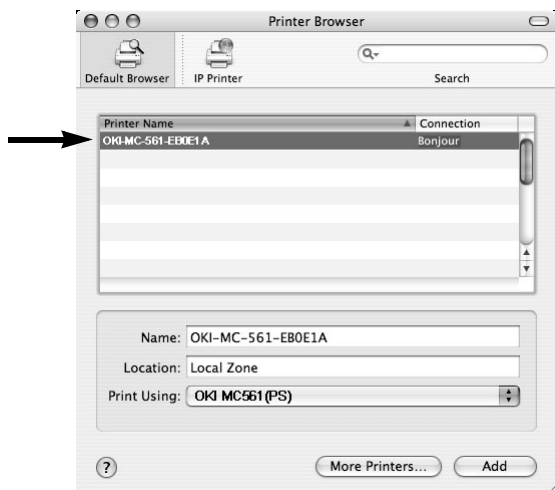 Printer Browser
Default Browser IP Printer Search
Printer Name Connection
OKI-MC-561-EB0E1A Bonjour
Name: OKI-MC-561-EB0E1A
Location: Local Zone
Print Using: OKI MC561(PS)
? More Printers... Add